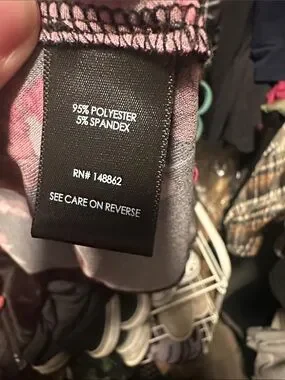 95% POLYESTER
5% SPANDEX
RN# 148862
SEE CARE ON REVERSE